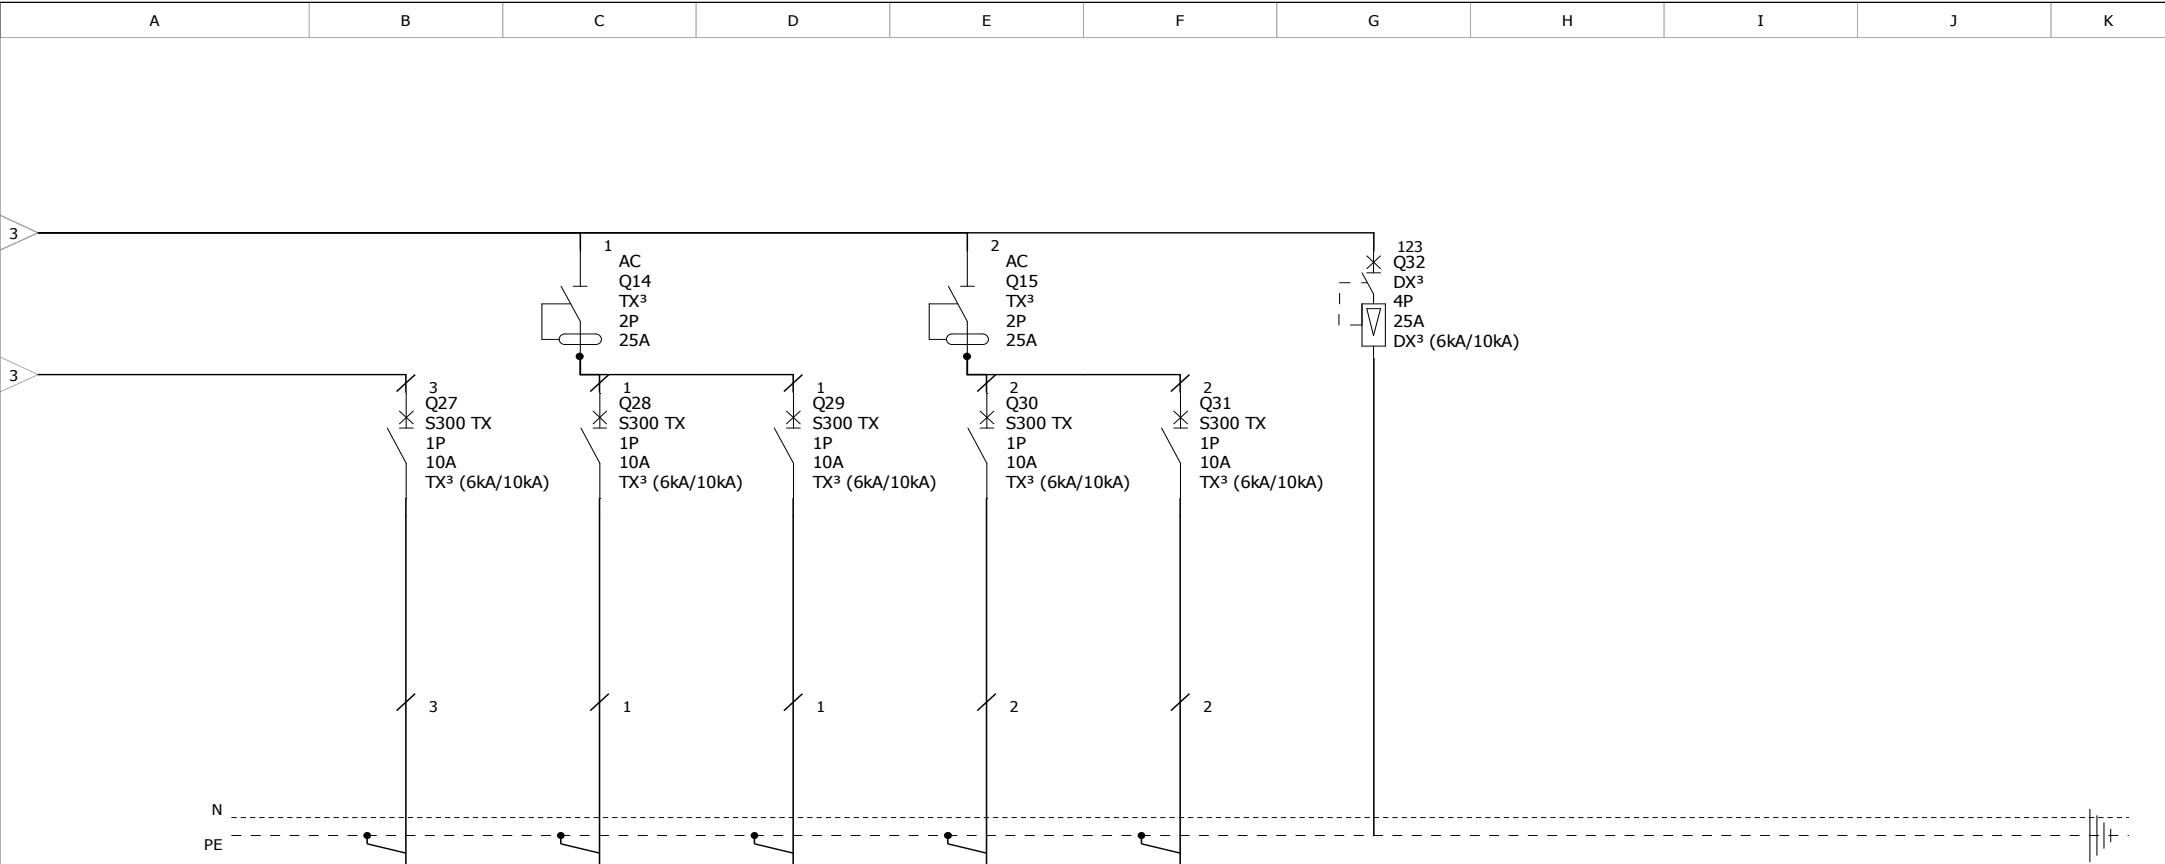 A B C D E F G H I J K
3
1
AC
Q14
TX³
2P
25A
2
AC
Q15
TX³
2P
25A
123
Q32
DX³
4P
25A
DX³ (6kA/10kA)
3
3
Q27
S300 TX
1P
10A
TX³ (6kA/10kA)
1
Q28
S300 TX
1P
10A
TX³ (6kA/10kA)
1
Q29
S300 TX
1P
10A
TX³ (6kA/10kA)
2
Q30
S300 TX
1P
10A
TX³ (6kA/10kA)
2
Q31
S300 TX
1P
10A
TX³ (6kA/10kA)
3 1 1 2 2
N
PE